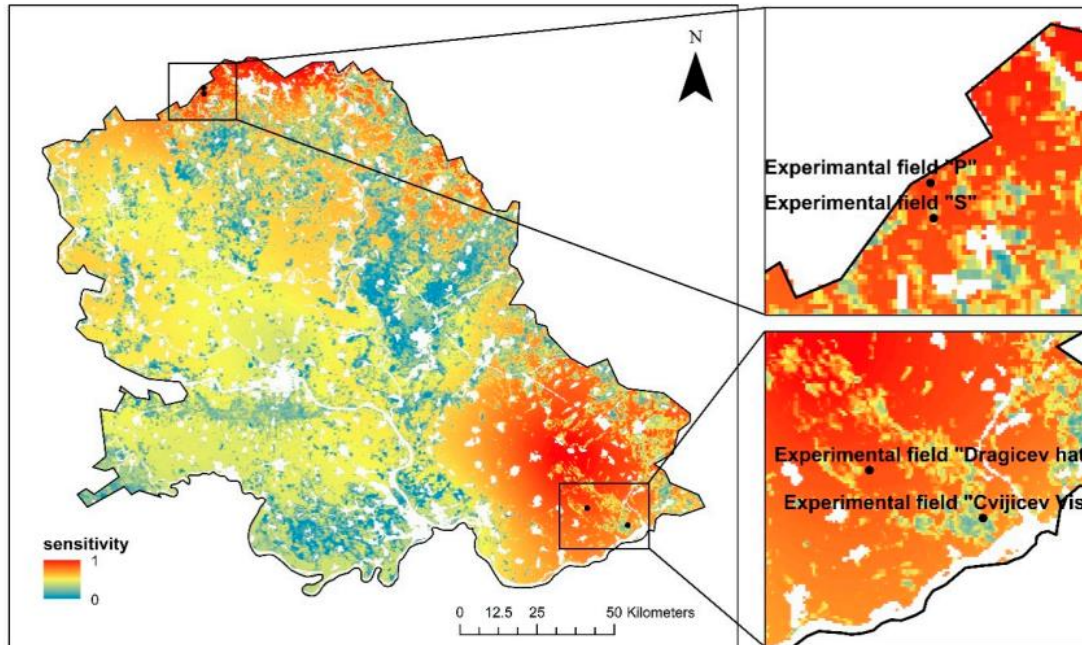 N
Experimantal field "P"
Experimental field "S"
Experimental field "Dragicev hat
Experimental field "Cvijicev Vis
sensitivity
1
0
0 12.5 25 50 Kilometers